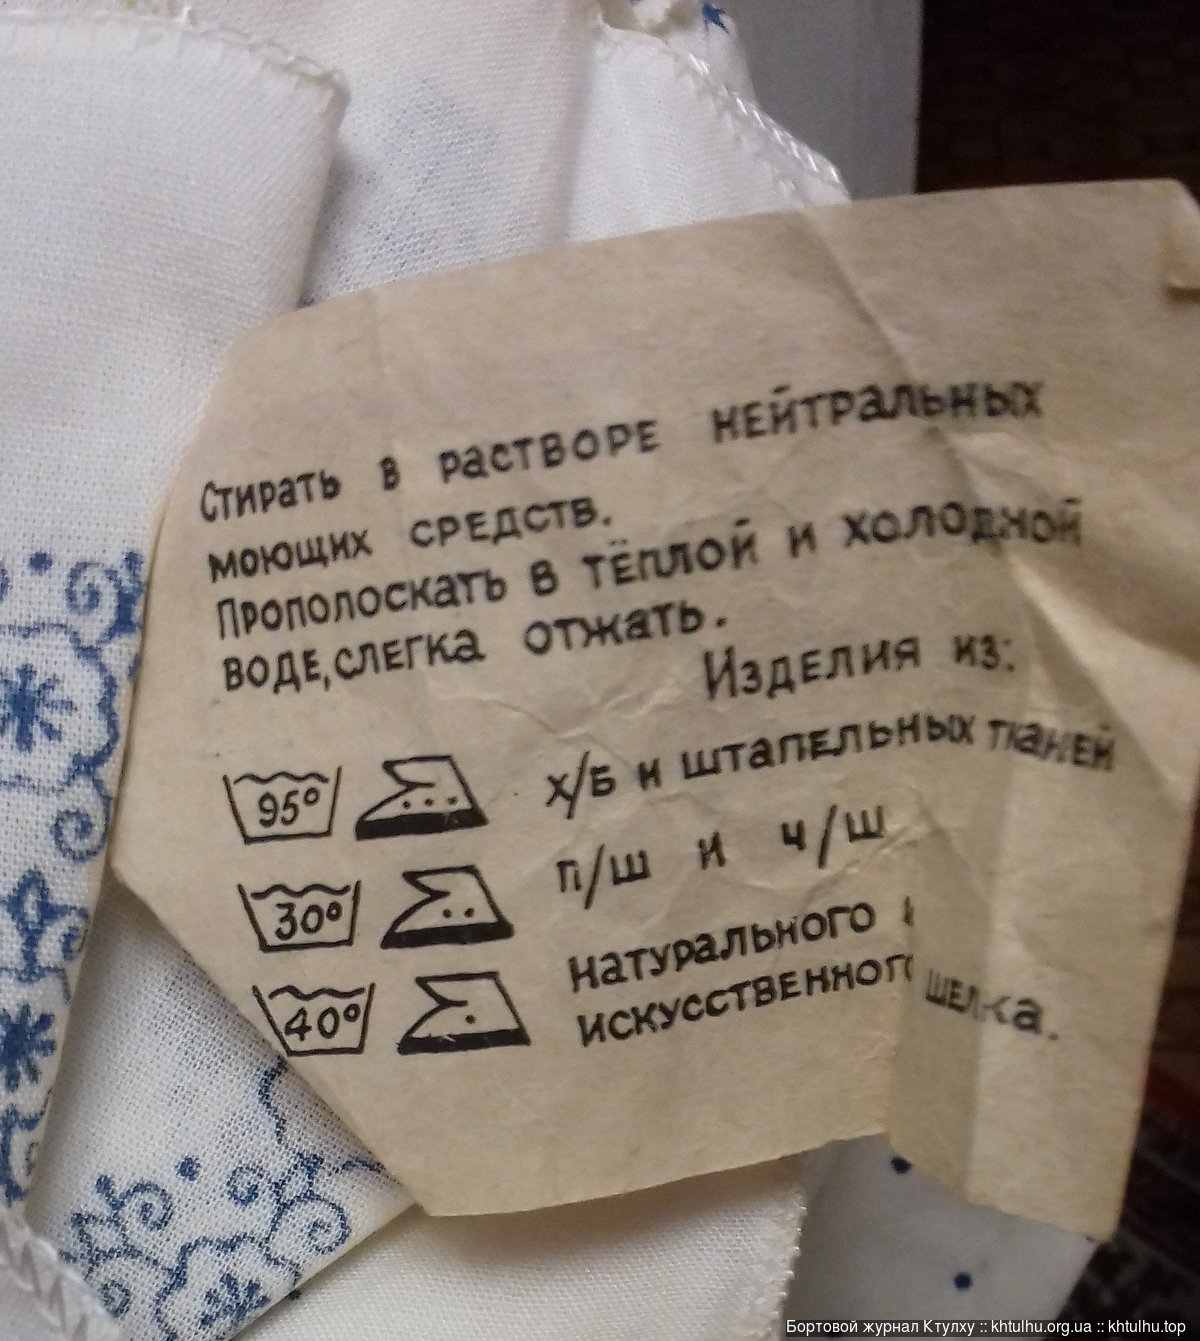 Стирать в растворе нейтральных
моющих средств.
Прополоскать в тёплой и холодной
воде, слегка отжать.
Изделия из:
95° х/б и штапельных тканей
30° п/ш и ч/ш
40° натурального
искусственного шелка.
Бортовой журнал Ктулху :: khtulhu.org.ua :: khtulhu.top